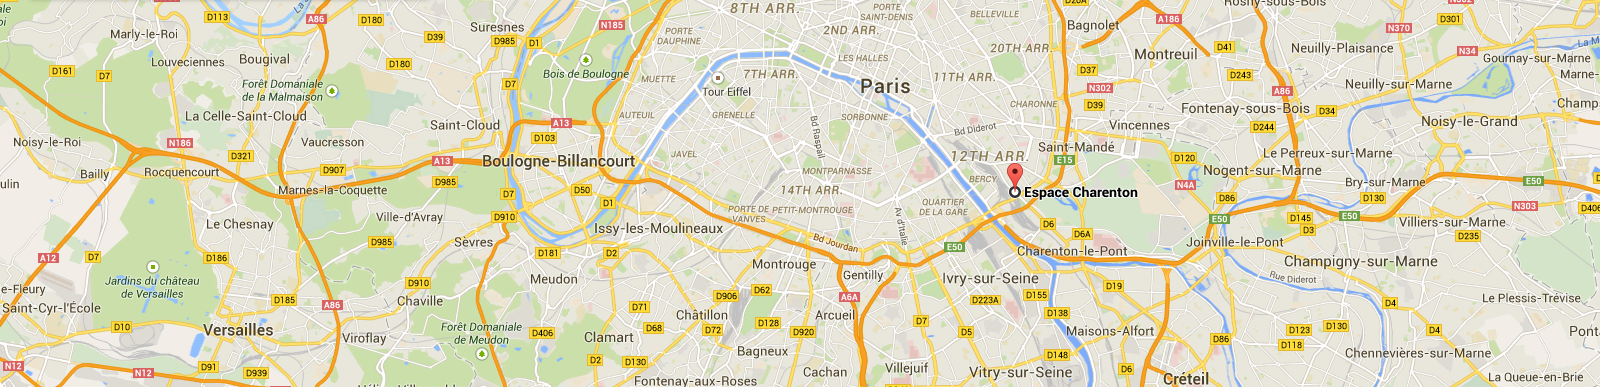 D113
A86
D180
Suresnes
N185
8TH ARR.
PORTE
SAINT-DENIS
BELLEVILLE
Bagnolet
A186
Rosny-sous-Bois
D301
Marly-le-Roi
D39
D985
D1
PORTE
DAUPHINE
2ND ARR.
20TH ARR.
N370
Louveciennes
Bougival
D180
LES HALLES
Montreuil
D41
Neuilly-Plaisance
N34
D161
D7
Bois de Boulogne
MUETTE
7TH ARR.
11TH ARR.
D37
D243
Gournay-sur-Marne
Forêt Domaniale
de la Malmaison
D7
Tour Eiffel
Paris
N302
A86
Neuilly-sur-Marne
La Celle-Saint-Cloud
AUTEUIL
GRENELLE
SORBONNE
CHARONNE
D39
Fontenay-sous-Bois
D34
Saint-Cloud
A13
Bd Raspail
Bd Diderot
Vincennes
D244
Noisy-le-Grand
Noisy-le-Roi
N186
Vaucresson
D103
D321
A13
Boulogne-Billancourt
JAVEL
12TH ARR.
Saint-Mandé
E15
D120
Le Perreux-sur-Marne
Bailly
Rocquencourt
D907
D985
MONTPARNASSE
BERCY
N4A
Nogent-sur-Marne
Bry-sur-Marne
E50
Marnes-la-Coquette
D7
D50
14TH ARR.
Espace Charenton
D86
D130
N303
D406
Le Chesnay
Ville-d'Avray
D910
D1
PORTE DE
VANVES
PETIT-MONTROUGE
QUARTIER
DE LA GARE
Av d'Italie
D6
D6A
E50
D145
E50
D3
Villiers-sur-Marne
D235
A12
D7
D186
D985
Sèvres
D181
Issy-les-Moulineaux
D2
Bd Jourdan
E50
Charenton-le-Pont
Joinville-le-Pont
Jardins du château
de Versailles
Meudon
Montrouge
Gentilly
Ivry-sur-Seine
Champigny-sur-Marne
Rue Diderot
Saint-Cyr-l'École
D185
A86
Chaville
D910
D71
D906
D62
A6A
D223A
D155
D19
D4
Le Plessis-Trévise
D10
Versailles
Viroflay
Forêt Domaniale
de Meudon
D406
Clamart
D68
Châtillon
D72
D128
D920
Arcueil
D7
D5
D138
Maisons-Alfort
D86
D123
D130
D118
D4
N12
D91
D939
N12
D2
D130
Bagneux
Cachan
Villejuif
D148
Vitry-sur-Seine
D6
Créteil
Chennevières-sur-Marne
La Queue-en-Brie
Fontenay-aux-Roses